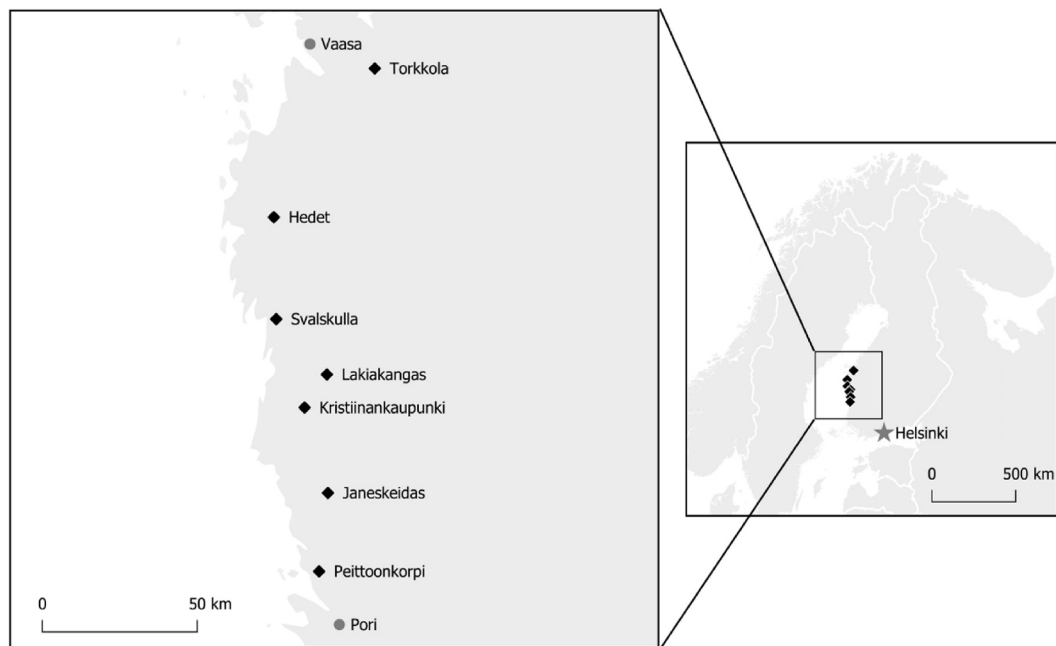 Vaasa
Torkkola
Hedet
Svalskulla
Lakiakangas
Kristiinankaupunki
Janeskeidas
Peittoonkorpi
0 50 km
Pori
Helsinki
0 500 km